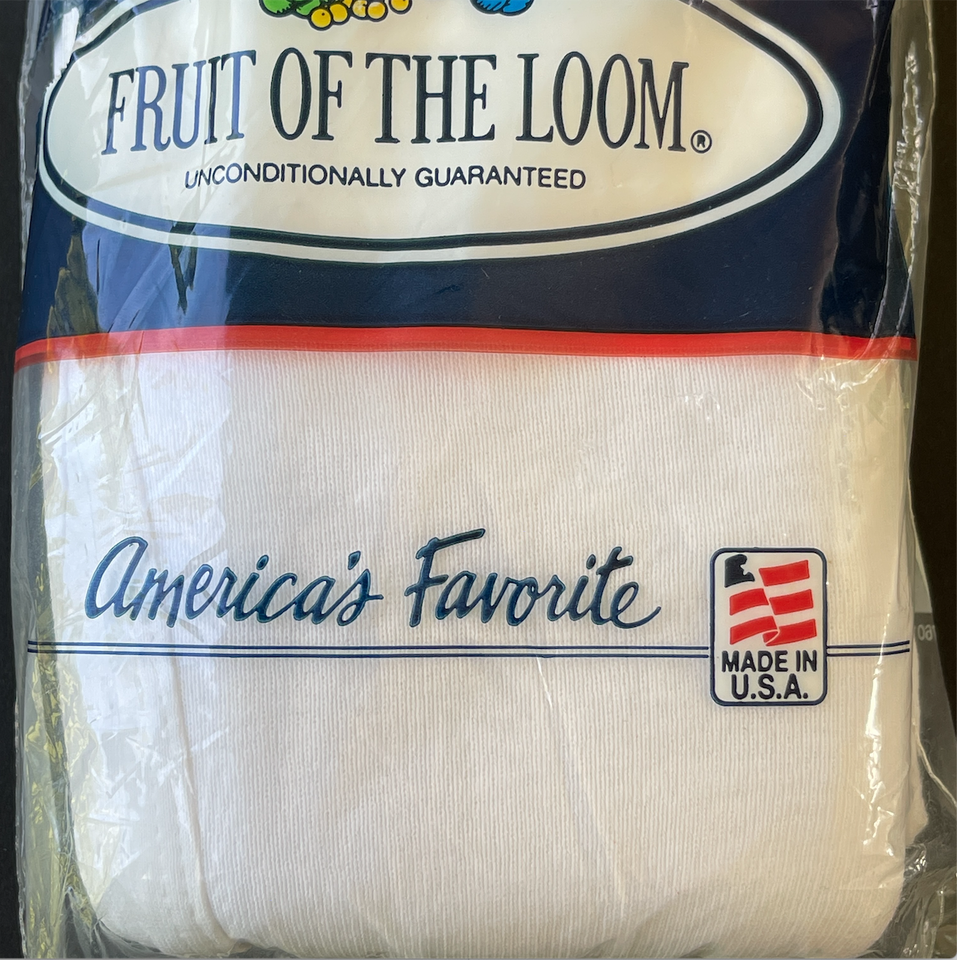 FRUIT OF THE LOOM®
UNCONDITIONALLY GUARANTEED
America's Favorite
MADE IN
U.S.A.